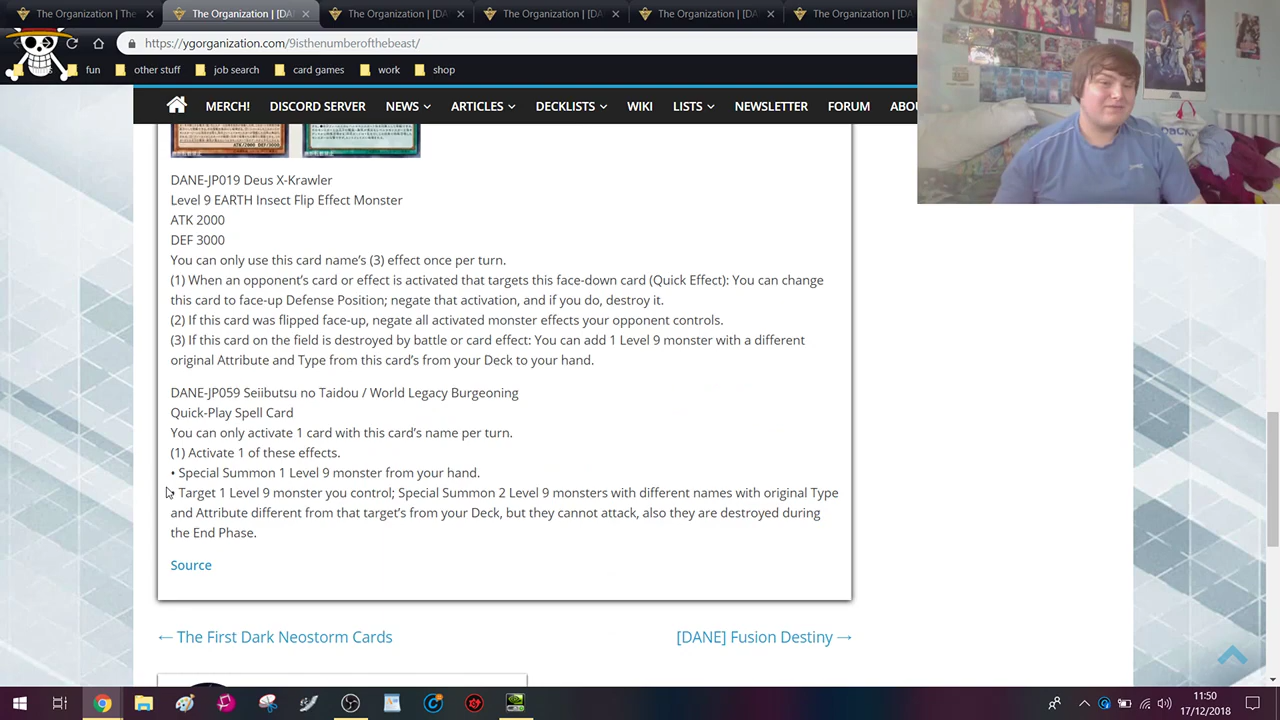 The Organization | The
The Organization | [DA
The Organization | [DA
The Organization | [DA
The Organization | [DA
The Organization | [DA
https://ygorganization.com/9isthenumberofthebeast/
fun
other stuff
job search
card games
work
shop
MERCH!
DISCORD SERVER
NEWS
ARTICLES
DECKLISTS
WIKI
LISTS
NEWSLETTER
FORUM
ABOU
DANE-JP019 Deus X-Krawler
Level 9 EARTH Insect Flip Effect Monster
ATK 2000
DEF 3000
You can only use this card name's (3) effect once per turn.
(1) When an opponent's card or effect is activated that targets this face-down card (Quick Effect): You can change
this card to face-up Defense Position; negate that activation, and if you do, destroy it.
(2) If this card was flipped face-up, negate all activated monster effects your opponent controls.
(3) If this card on the field is destroyed by battle or card effect: You can add 1 Level 9 monster with a different
original Attribute and Type from this card's from your Deck to your hand.
DANE-JP059 Seiibutsu no Taidou / World Legacy Burgeoning
Quick-Play Spell Card
You can only activate 1 card with this card's name per turn.
(1) Activate 1 of these effects.
• Special Summon 1 Level 9 monster from your hand.
• Target 1 Level 9 monster you control; Special Summon 2 Level 9 monsters with different names with original Type
and Attribute different from that target's from your Deck, but they cannot attack, also they are destroyed during
the End Phase.
Source
← The First Dark Neostorm Cards
[DANE] Fusion Destiny →
11:50
17/12/2018